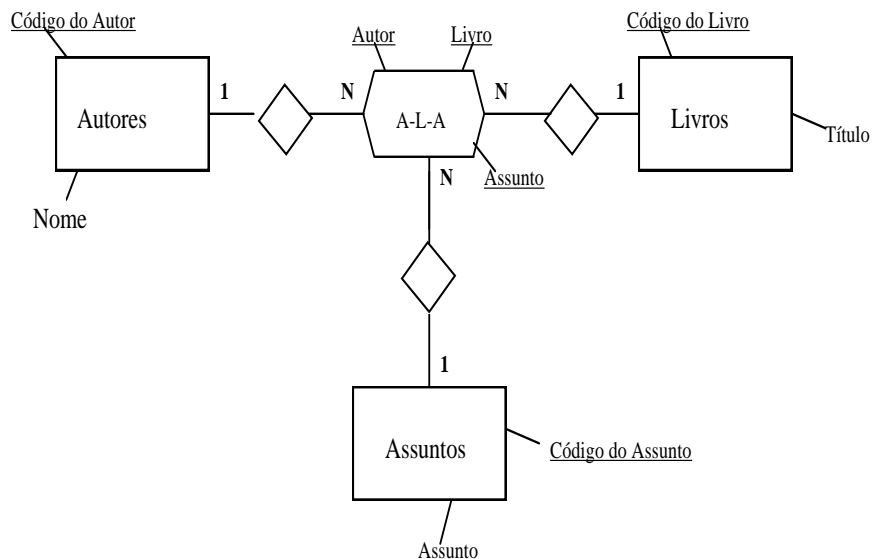 Código do Autor
Autor
Livro
Código do Livro
1
N
N
1
Autores
A-L-A
Livros
Título
N
Assunto
Nome
1
Assuntos
Código do Assunto
Assunto